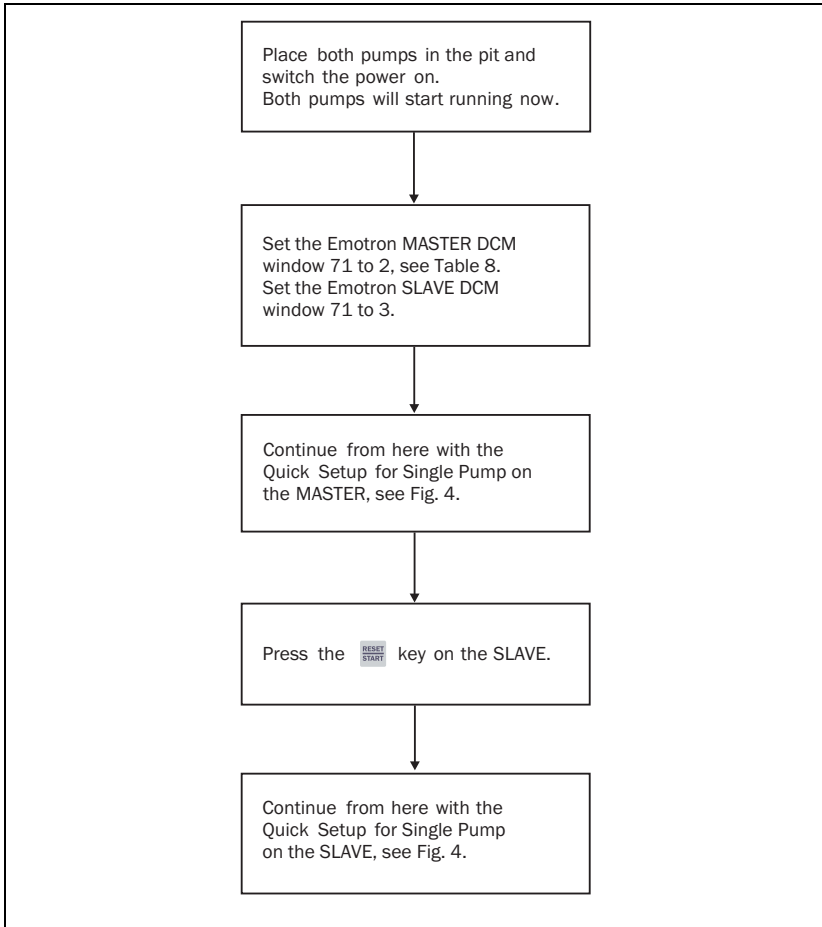 Place both pumps in the pit and
switch the power on.
Both pumps will start running now.
Set the Emotron MASTER DCM
window 71 to 2, see Table 8.
Set the Emotron SLAVE DCM
window 71 to 3.
Continue from here with the
Quick Setup for Single Pump on
the MASTER, see Fig. 4.
Press the RESET START key on the SLAVE.
Continue from here with the
Quick Setup for Single Pump
on the SLAVE, see Fig. 4.